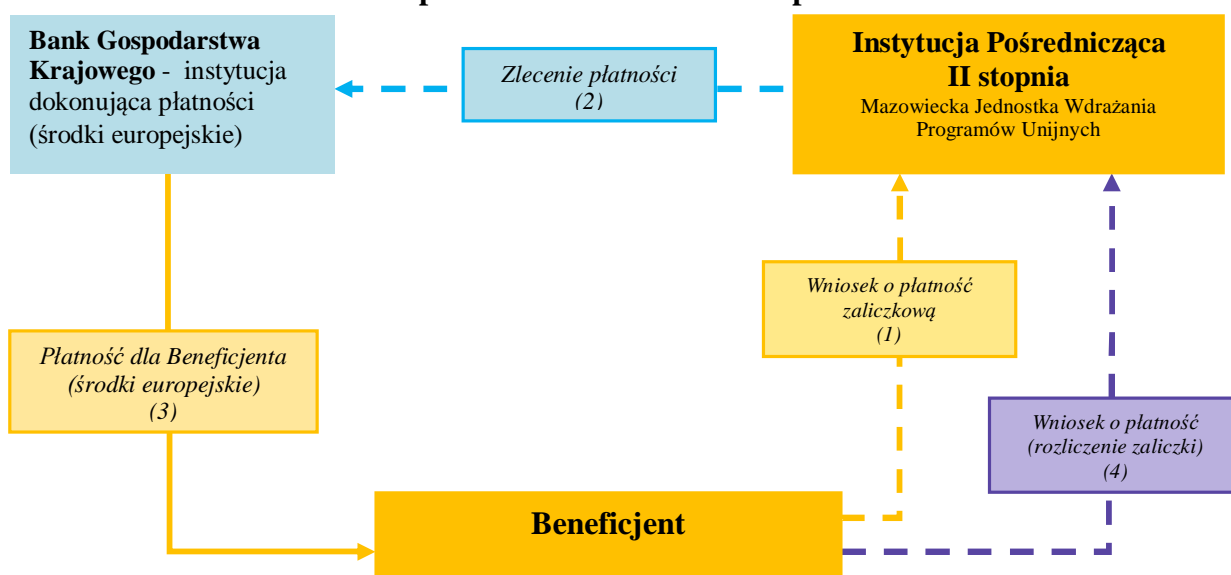 Bank Gospodarstwa
Krajowego - instytucja
dokonująca płatności
(środki europejskie)
Zlecenie płatności
(2)
Instytucja Pośrednicząca
II stopnia
Mazowiecka Jednostka Wdrażania
Programów Unijnych
Wniosek o płatność
zaliczkową
(1)
Płatność dla Beneficjenta
(środki europejskie)
(3)
Wniosek o płatność
(rozliczenie zaliczki)
(4)
Beneficjent